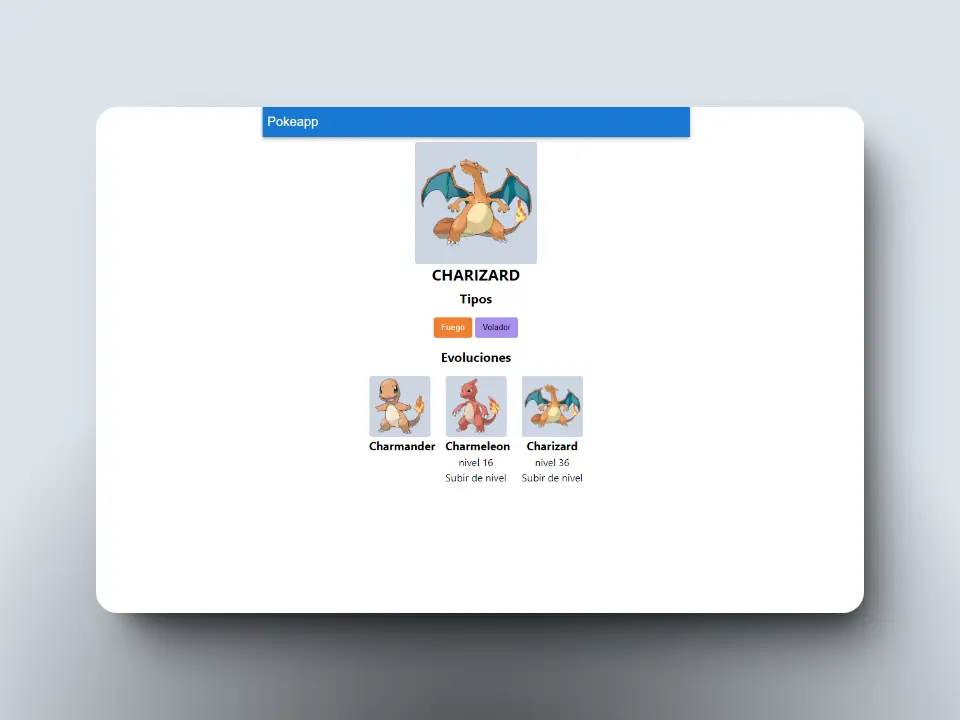 Pokeapp
CHARIZARD
Tipos
Fuego Volador
Evoluciones
Charmander Charmeleon Charizard
nivel 16 nivel 36
Subir de nivel Subir de nivel